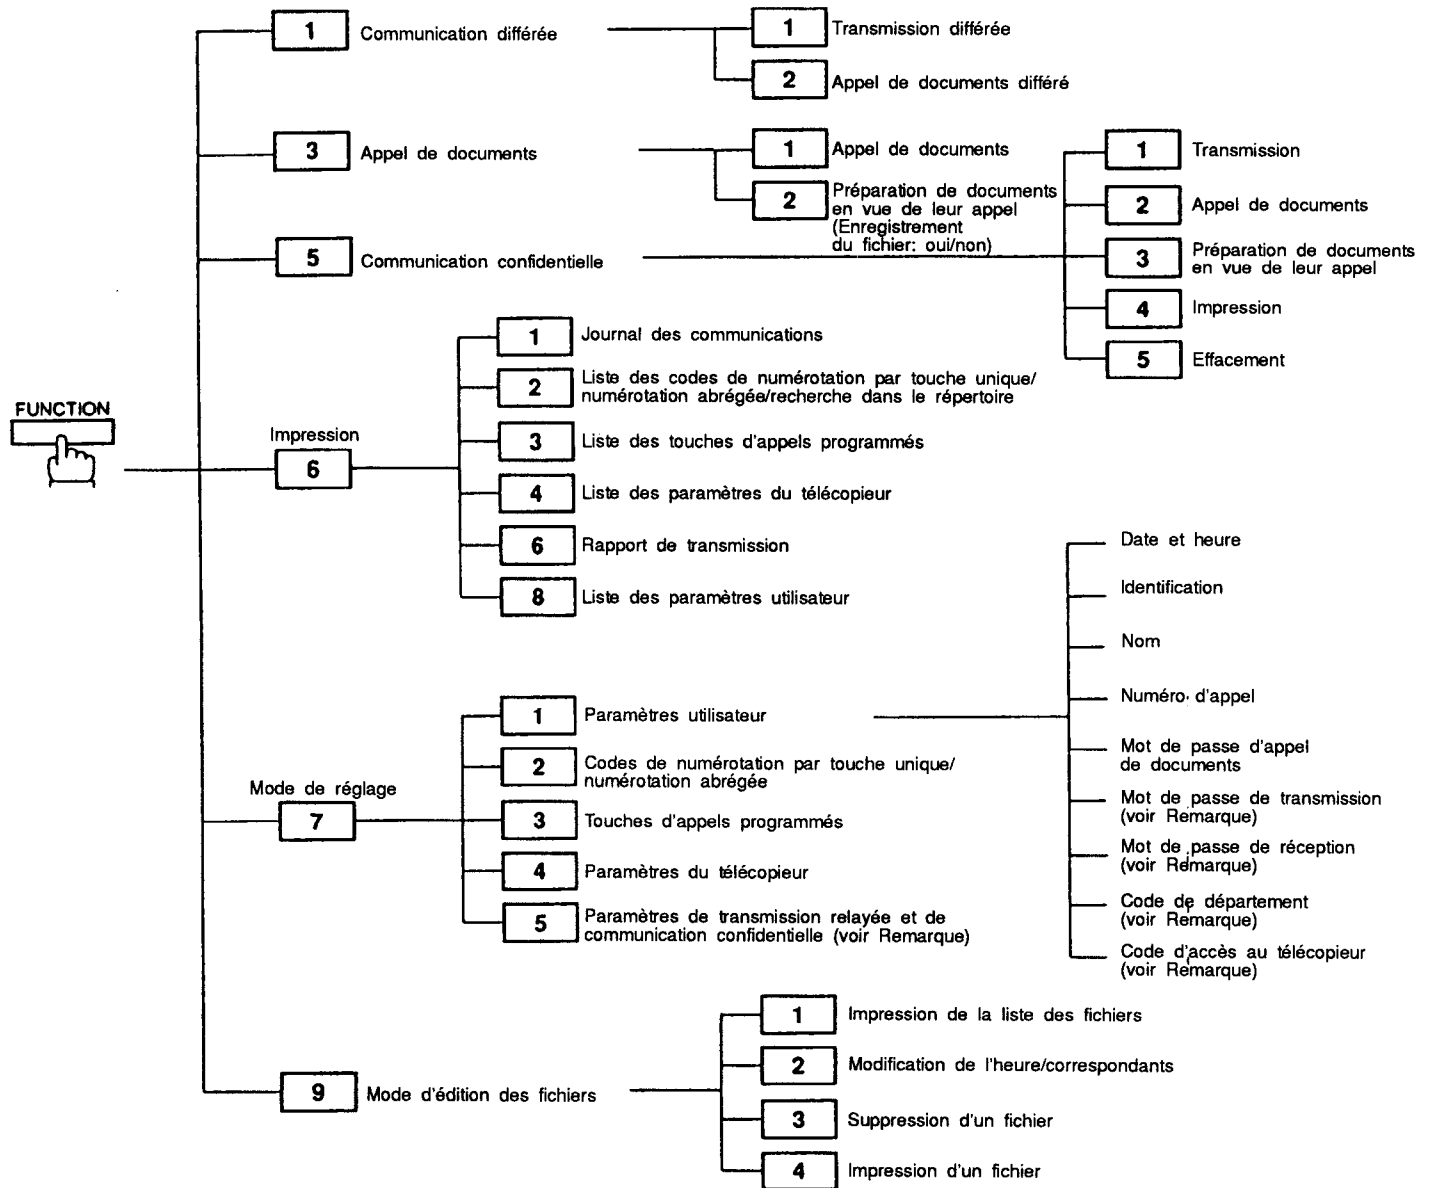 1 Communication différée
1 Transmission différée
2 Appel de documents différé
3 Appel de documents
1 Appel de documents
2 Préparation de documents
en vue de leur appel
(Enregistrement
du fichier: oui/non)
5 Communication confidentielle
1 Transmission
2 Appel de documents
3 Préparation de documents
en vue de leur appel
4 Impression
5 Effacement
FUNCTION
Impression
6
1 Journal des communications
2 Liste des codes de numérotation par touche unique/
numérotation abrégée/recherche dans le répertoire
3 Liste des touches d'appels programmés
4 Liste des paramètres du télécopieur
6 Rapport de transmission
8 Liste des paramètres utilisateur
Mode de réglage
7
1 Paramètres utilisateur
2 Codes de numérotation par touche unique/
numérotation abrégée
3 Touches d'appels programmés
4 Paramètres du télécopieur
5 Paramètres de transmission relayée et de
communication confidentielle (voir Remarque)
Date et heure
Identification
Nom
Numéro d'appel
Mot de passe d'appel
de documents
Mot de passe de transmission
(voir Remarque)
Mot de passe de réception
(voir Remarque)
Code de département
(voir Remarque)
Code d'accès au télécopieur
(voir Remarque)
9 Mode d'édition des fichiers
1 Impression de la liste des fichiers
2 Modification de l'heure/correspondants
3 Suppression d'un fichier
4 Impression d'un fichier